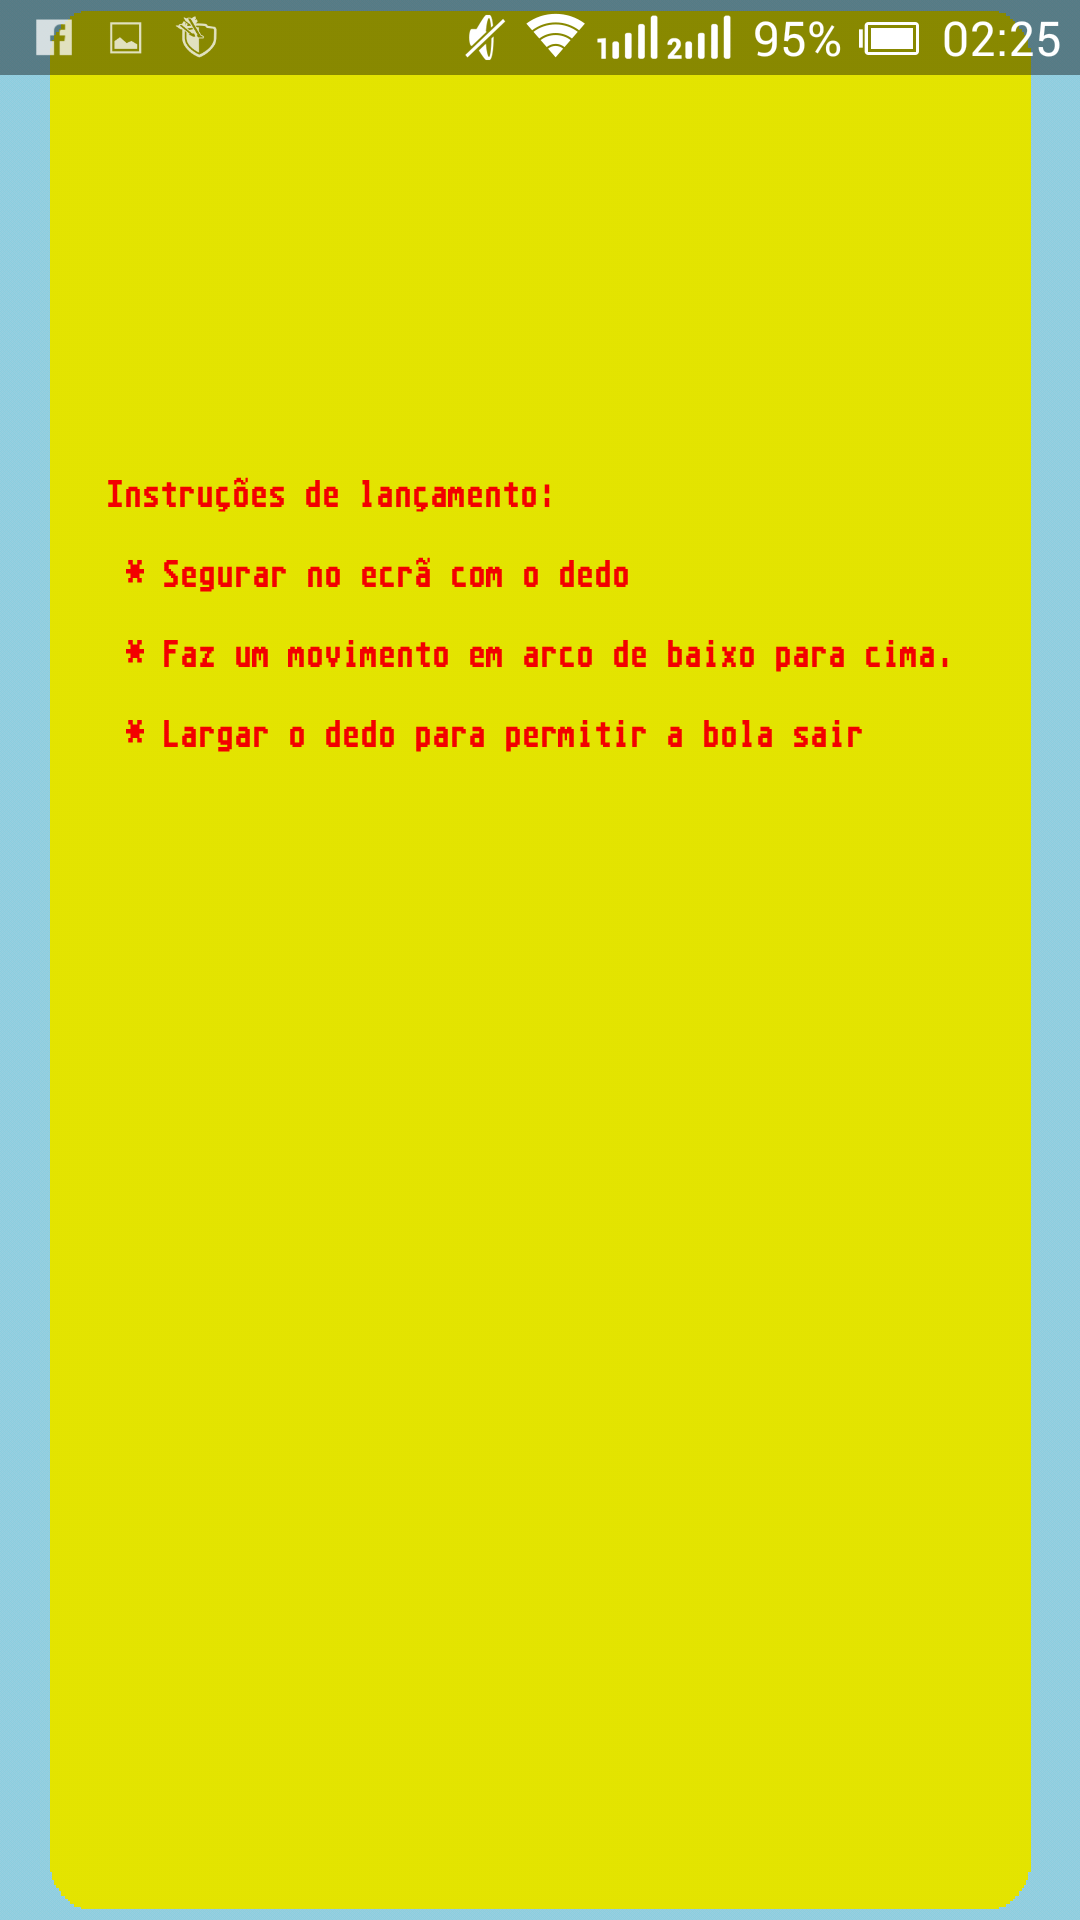 95% 02:25
Instruções de lançamento:
* Segurar no ecrã com o dedo
* Faz um movimento em arco de baixo para cima.
* Largar o dedo para permitir a bola sair